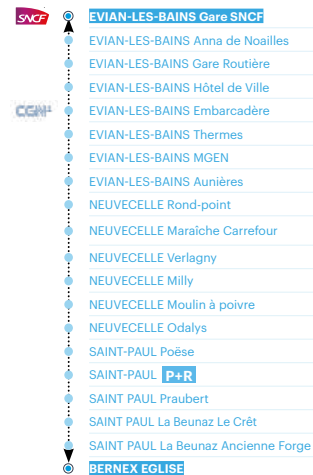 SNCF EVIAN-LES-BAINS Gare SNCF
EVIAN-LES-BAINS Anna de Noailles
EVIAN-LES-BAINS Gare Routière
EVIAN-LES-BAINS Hôtel de Ville
CGN EVIAN-LES-BAINS Embarcadère
EVIAN-LES-BAINS Thermes
EVIAN-LES-BAINS MGEN
EVIAN-LES-BAINS Aunières
NEUVECELLE Rond-point
NEUVECELLE Maraîche Carrefour
NEUVECELLE Verlagny
NEUVECELLE Milly
NEUVECELLE Moulin à poivre
NEUVECELLE Odalys
SAINT-PAUL Poëse
SAINT-PAUL P+R
SAINT PAUL Praubert
SAINT PAUL La Beunaz Le Crêt
SAINT PAUL La Beunaz Ancienne Forge
BERNEX EGLISE